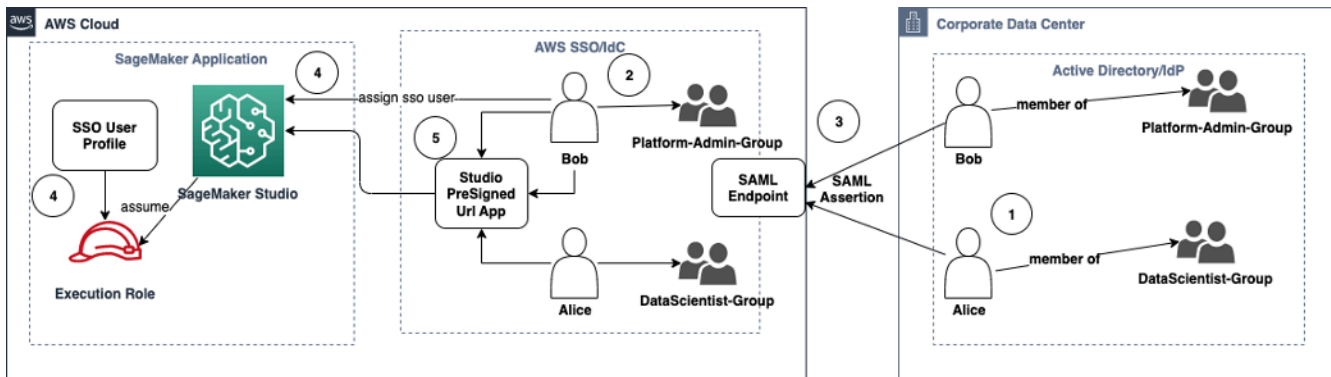 aws
AWS Cloud
SageMaker Application
4
SSO User
Profile
SageMaker Studio
4
assume
Execution Role
AWS SSO/IdC
2
assign sso user
5
Bob
Platform-Admin-Group
Studio
PreSigned
Url App
Alice
DataScientist-Group
SAML
Endpoint
3
SAML
Assertion
Corporate Data Center
Active Directory/IdP
member of
Bob
Platform-Admin-Group
1
member of
Alice
DataScientist-Group